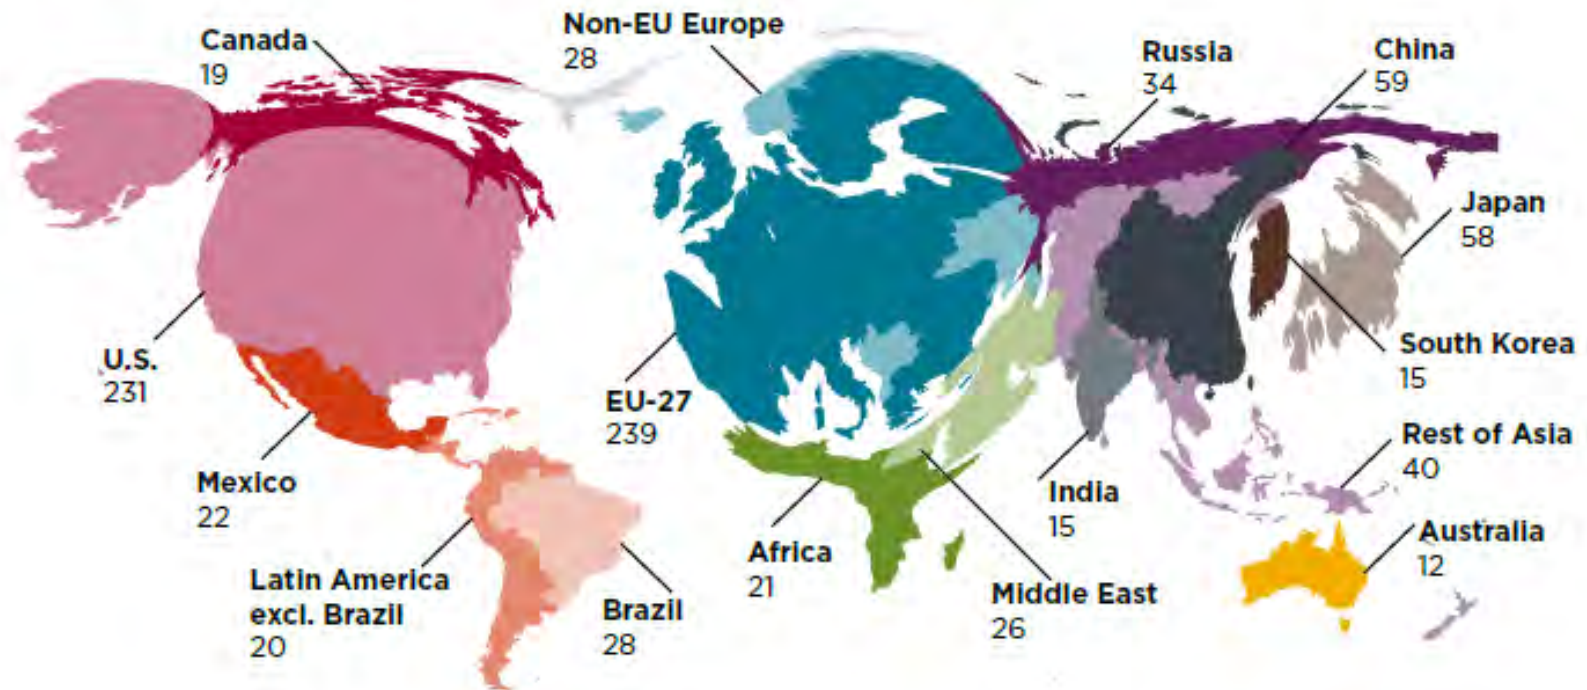 Canada
19
Non-EU Europe
28
Russia
34
China
59
Japan
58
U.S.
231
EU-27
239
South Korea
15
Mexico
22
Rest of Asia
40
India
15
Africa
21
Australia
12
Latin America
excl. Brazil
20
Brazil
28
Middle East
26